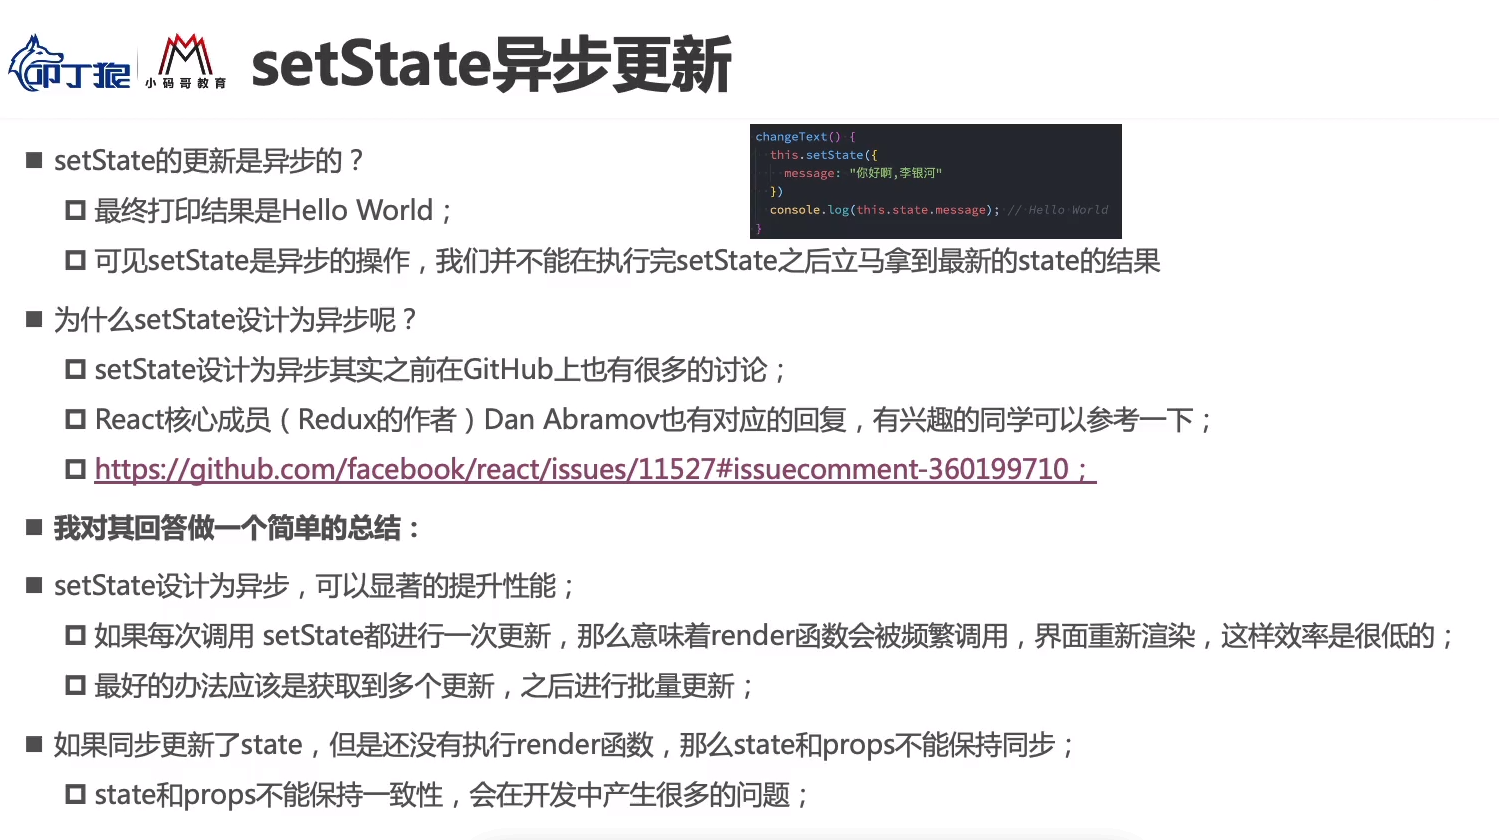 叩丁狼
小码哥教育
setState异步更新
setState的更新是异步的？
最终打印结果是Hello World；
可见setState是异步的操作，我们并不能在执行完setState之后立马拿到最新的state的结果
changeText() {
this.setState({
message: "你好啊,李银河"
})
console.log(this.state.message); // Hello World
}
为什么setState设计为异步呢？
setState设计为异步其实之前在GitHub上也有很多的讨论；
React核心成员（Redux的作者）Dan Abramov也有对应的回复，有兴趣的同学可以参考一下；
https://github.com/facebook/react/issues/11527#issuecomment-360199710；
我对其回答做一个简单的总结：
setState设计为异步，可以显著的提升性能；
如果每次调用 setState都进行一次更新，那么意味着render函数会被频繁调用，界面重新渲染，这样效率是很低的；
最好的办法应该是获取到多个更新，之后进行批量更新；
如果同步更新了state，但是还没有执行render函数，那么state和props不能保持同步；
state和props不能保持一致性，会在开发中产生很多的问题；